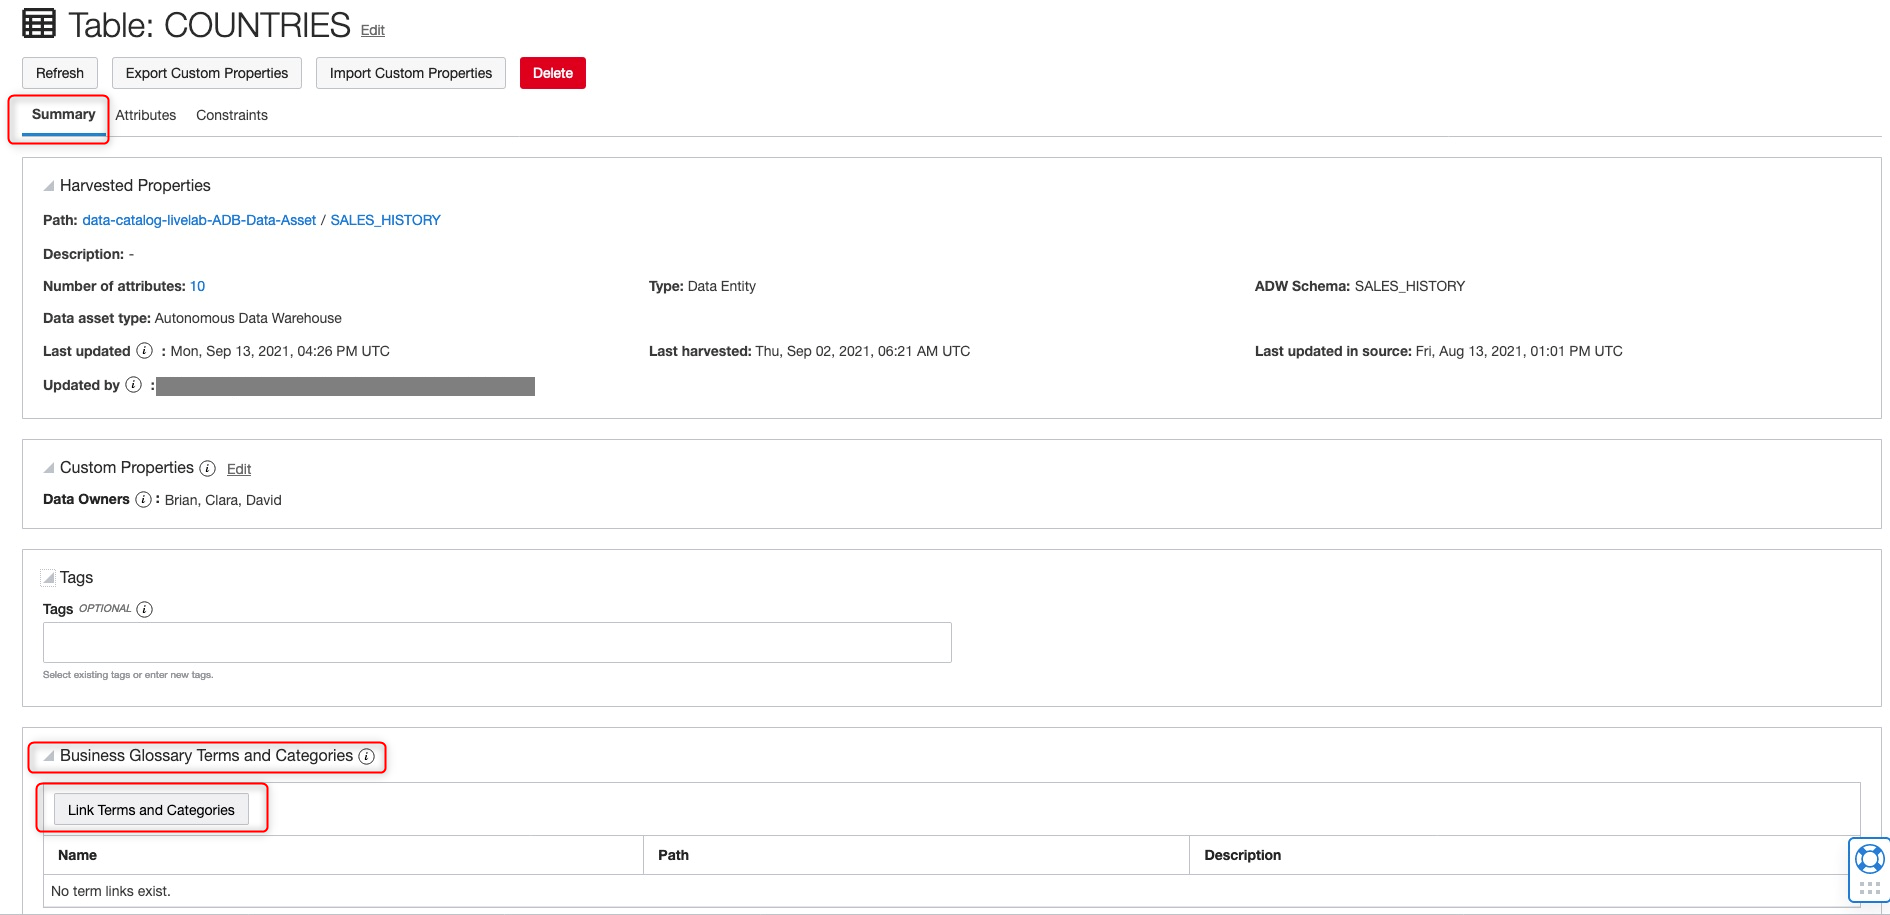 Table: COUNTRIES Edit
Refresh Export Custom Properties Import Custom Properties Delete
Summary Attributes Constraints
Harvested Properties
Path: data-catalog-livelab-ADB-Data-Asset / SALES_HISTORY
Description: -
Number of attributes: 10 Type: Data Entity ADW Schema: SALES_HISTORY
Data asset type: Autonomous Data Warehouse
Last updated i : Mon, Sep 13, 2021, 04:26 PM UTC Last harvested: Thu, Sep 02, 2021, 06:21 AM UTC Last updated in source: Fri, Aug 13, 2021, 01:01 PM UTC
Updated by i :
Custom Properties i Edit
Data Owners i : Brian, Clara, David
Tags
Tags OPTIONAL i
Select existing tags or enter new tags.
Business Glossary Terms and Categories i
Link Terms and Categories
Name Path Description
No term links exist.